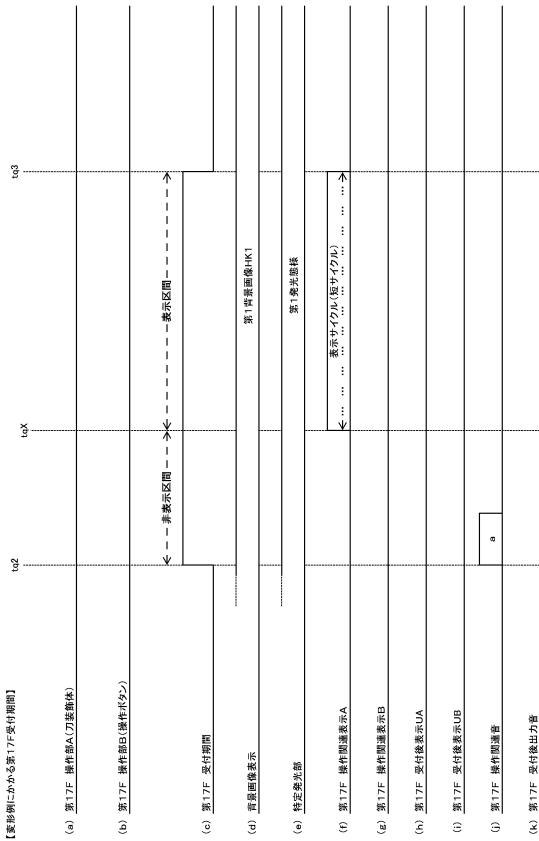 【変形例にかかる第17F受付期間】
tq2
tqX
tq3
(a) 第17F 操作部A(刀装飾体)
(b) 第17F 操作部B(操作ボタン)
非表示区間
表示区間
(c) 第17F 受付期間
(d) 背景画像表示
第1背景画像HK1
(e) 特定発光部
第1発光態様
(f) 第17F 操作関連表示A
表示サイクル(短サイクル)
(g) 第17F 操作関連表示B
(h) 第17F 受付後表示UA
(i) 第17F 受付後表示UB
(j) 第17F 操作関連音
a
(k) 第17F 受付後出力音